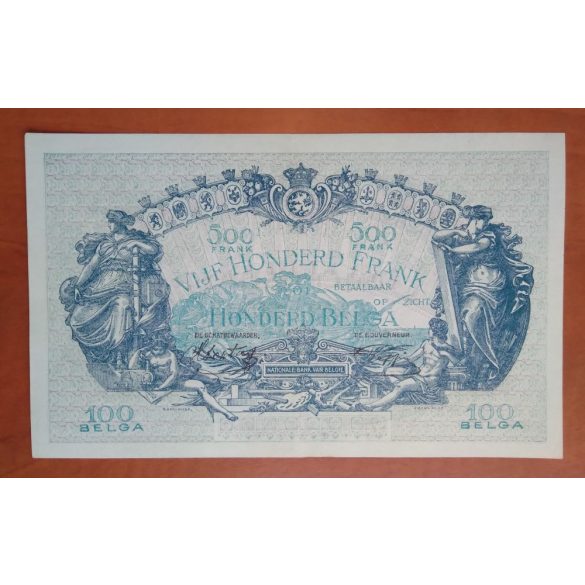 500 500
FRANK FRANK
VIJF HONDERD FRANK
BETAALBAAR
OP ZICHT
HONDERD BELGA
DE SCHATBEWAARDER, DE GOUVERNEUR,
NATIONALE BANK VAN BELGIE
100 100
BELGA BELGA